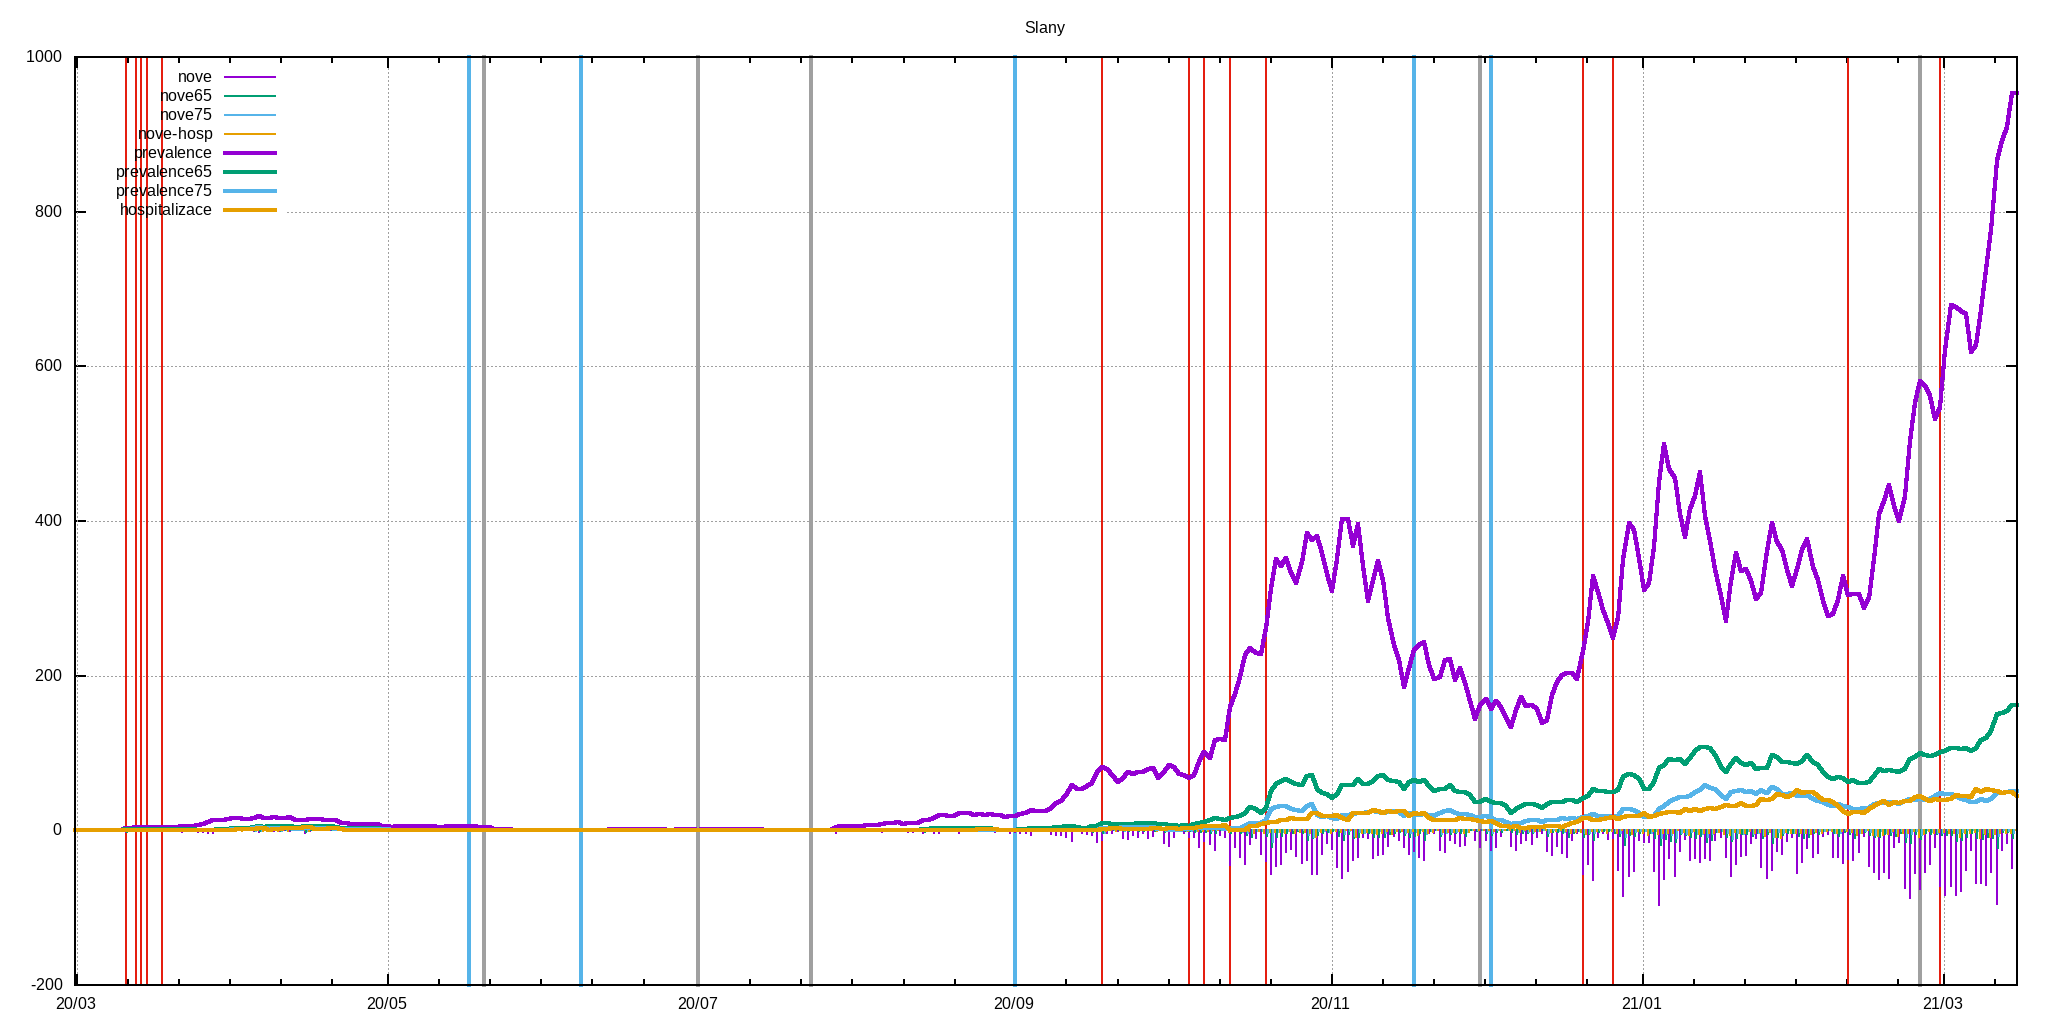 Slany
1000
nove
nove65
nove75
nove-hosp
prevalence
prevalence65
prevalence75
hospitalizace
800
600
400
200
0
-200
20/03 20/05 20/07 20/09 20/11 21/01 21/03